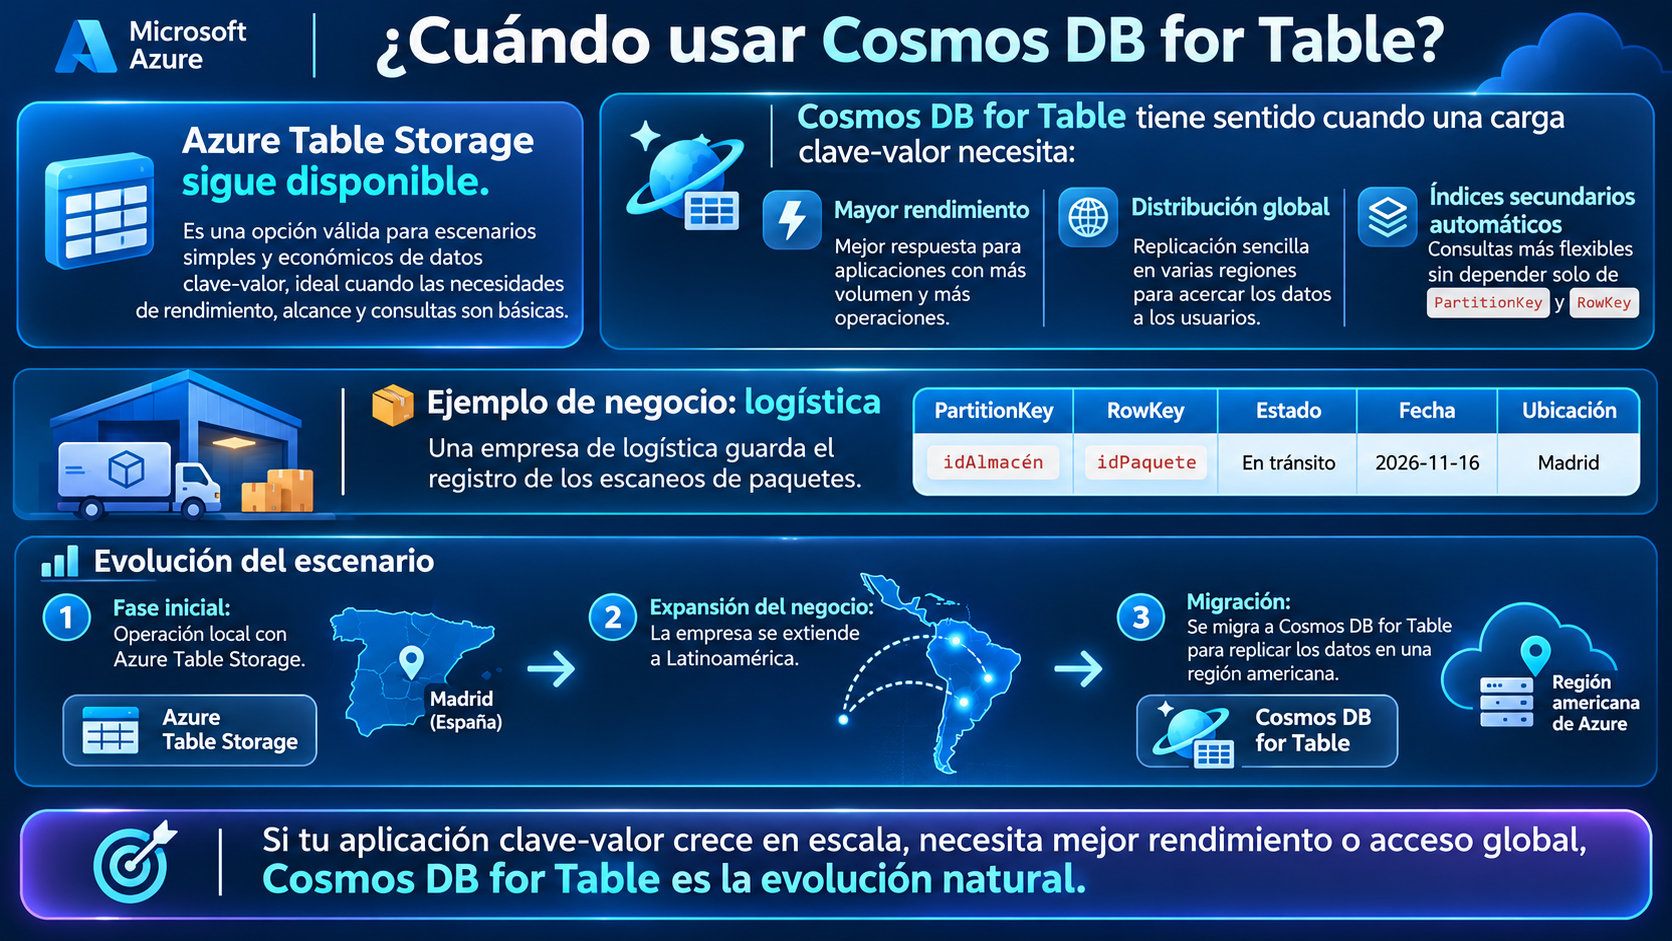 Microsoft
Azure
¿Cuándo usar Cosmos DB for Table?
Azure Table Storage
sigue disponible.
Es una opción válida para escenarios
simples y económicos de datos
clave-valor, ideal cuando las necesidades
de rendimiento, alcance y consultas son básicas.
Cosmos DB for Table tiene sentido cuando una carga
clave-valor necesita:
Mayor rendimiento
Mejor respuesta para
aplicaciones con más
volumen y más
operaciones.
Distribución global
Replicación sencilla
en varias regiones
para acercar los datos
a los usuarios.
Índices secundarios
automáticos
Consultas más flexibles
sin depender solo de
PartitionKey y RowKey
Ejemplo de negocio: logística
Una empresa de logística guarda el
registro de los escaneos de paquetes.
PartitionKey RowKey Estado Fecha Ubicación
idAlmacén idPaquete En tránsito 2026-11-16 Madrid
Evolución del escenario
1
Fase inicial:
Operación local con
Azure Table Storage.
Azure
Table Storage
Madrid
(España)
2
Expansión del negocio:
La empresa se extiende
a Latinoamérica.
3
Migración:
Se migra a Cosmos DB for Table
para replicar los datos en una
región americana.
Cosmos DB
for Table
Región
americana
de Azure
Si tu aplicación clave-valor crece en escala, necesita mejor rendimiento o acceso global,
Cosmos DB for Table es la evolución natural.